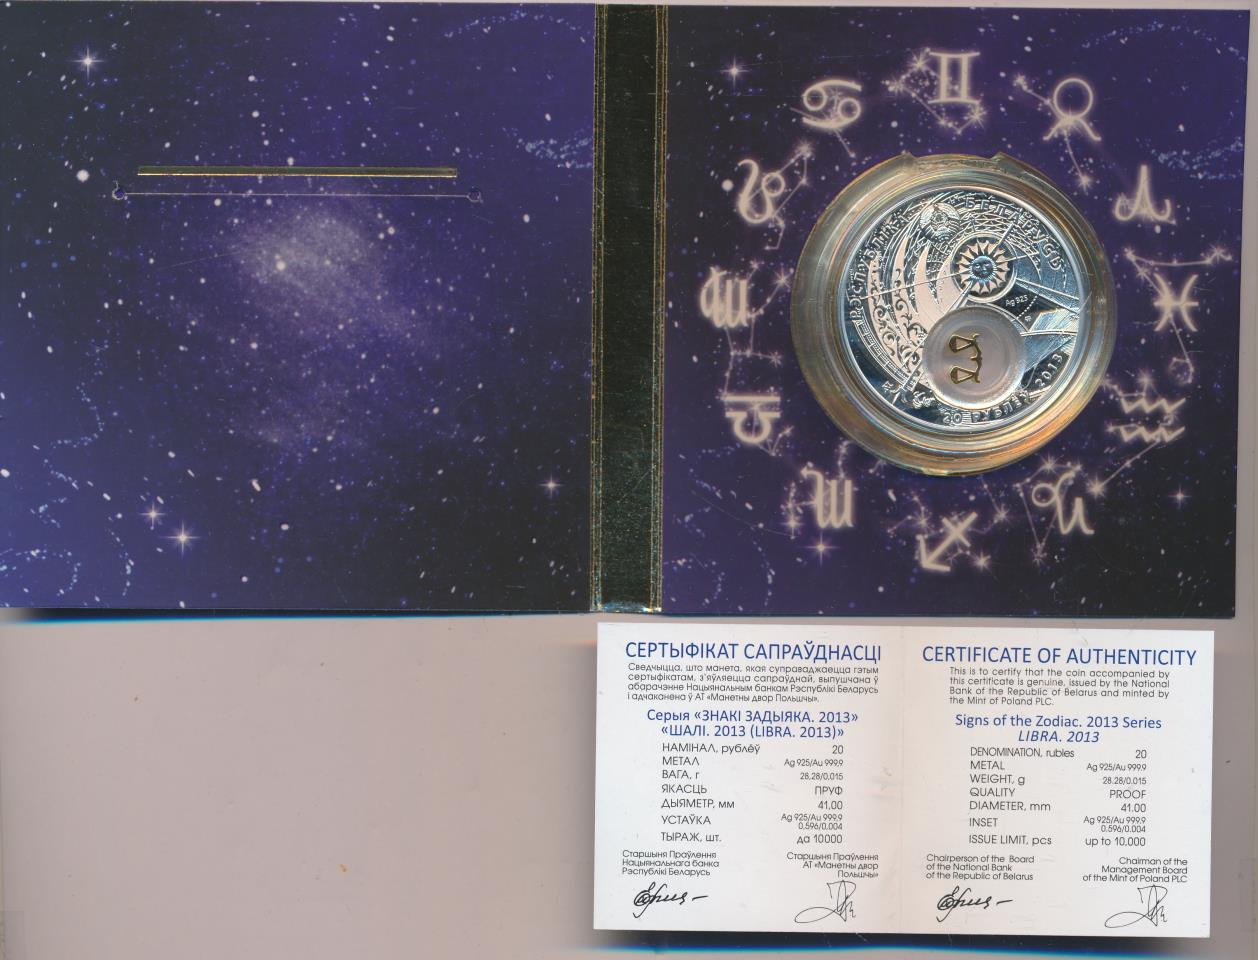 РЭСПУБЛІКА БЕЛАРУСЬ
Ag 925
20 РУБЛЁЎ 2013
СЕРТЫФІКАТ САПРАЎДНАСЦІ
Сведчыцца, што манета, якая суправаджаецца гэтым
сертыфікатам, з'яўляецца сапраўднай, выпушчана ў
абарачэнне Нацыянальным банкам Рэспублікі Беларусь
і адчаканена ў АТ «Манетны двор Польшчы».
Серыя «ЗНАКІ ЗАДЫЯКА. 2013»
«ШАЛІ. 2013 (LIBRA. 2013)»
НАМІНАЛ, рублёў 20
МЕТАЛ Ag 925/Au 999.9
ВАГА, г 28.28/0.015
ЯКАСЦЬ ПРУФ
ДЫЯМЕТР, мм 41,00
УСТАЎКА Ag 925/Au 999.9
0.596/0.004
ТЫРАЖ, шт. да 10000
Старшыня Праўлення
Нацыянальнага банка
Рэспублікі Беларусь
Старшыня Праўлення
АТ «Манетны двор
Польшчы»
CERTIFICATE OF AUTHENTICITY
This is to certify that the coin accompanied by
this certificate is genuine, issued by the National
Bank of the Republic of Belarus and minted by
the Mint of Poland PLC.
Signs of the Zodiac. 2013 Series
LIBRA. 2013
DENOMINATION, rubles 20
METAL Ag 925/Au 999.9
WEIGHT, g 28.28/0.015
QUALITY PROOF
DIAMETER, mm 41.00
INSET Ag 925/Au 999.9
0.596/0.004
ISSUE LIMIT, pcs up to 10,000
Chairperson of the Board
of the National Bank
of the Republic of Belarus
Chairman of the
Management Board
of the Mint of Poland PLC